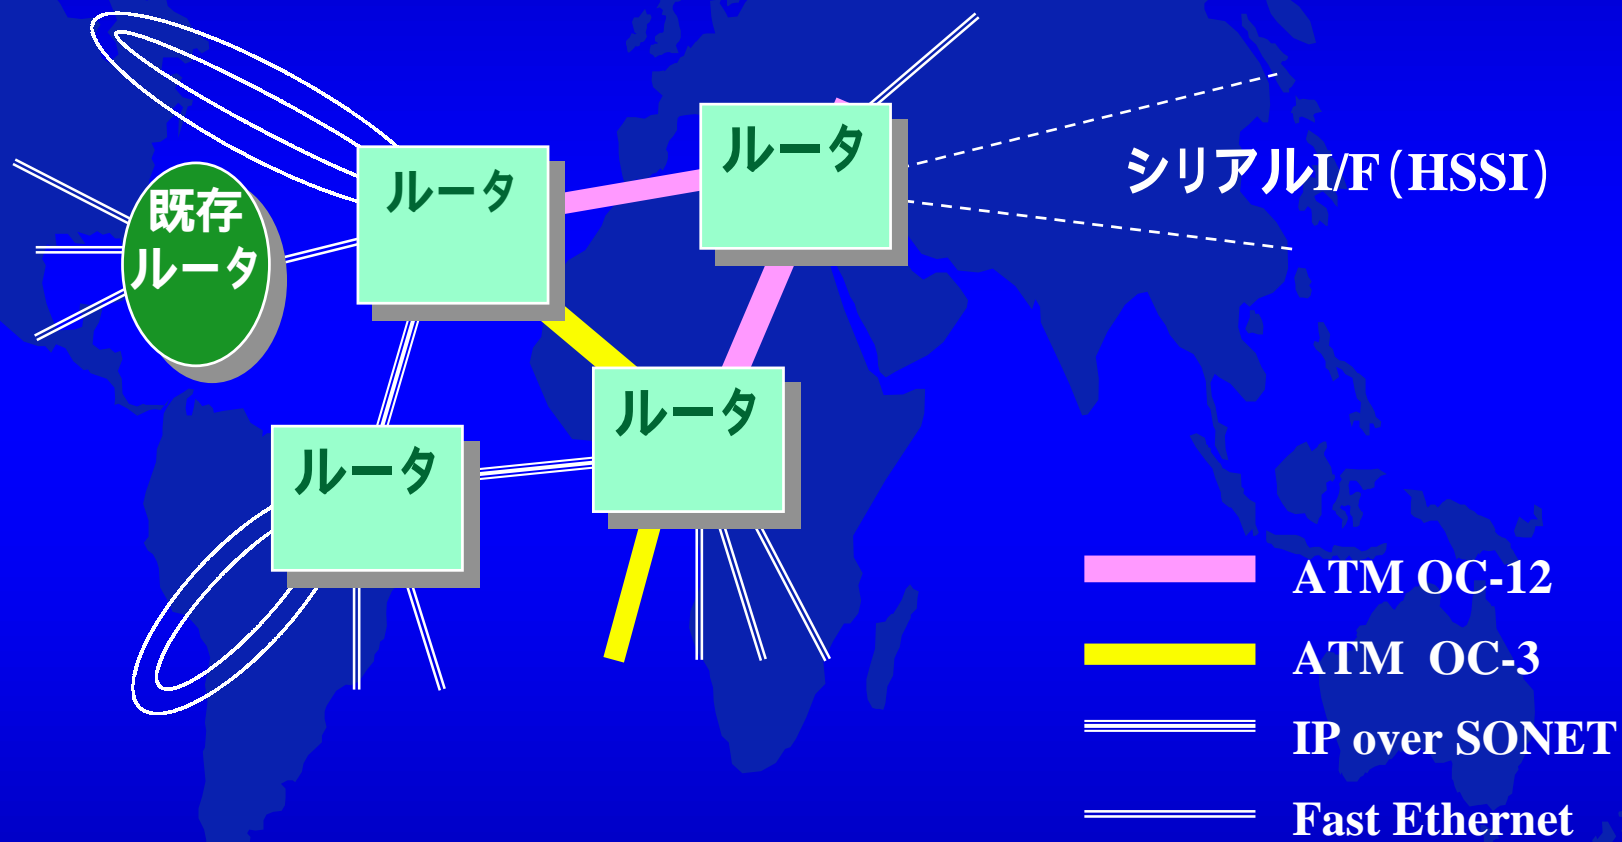 ルータ
シリアルI/F(HSSI)
ルータ
既存
ルータ
ルータ
ルータ
ATM OC-12
ATM OC-3
IP over SONET
Fast Ethernet